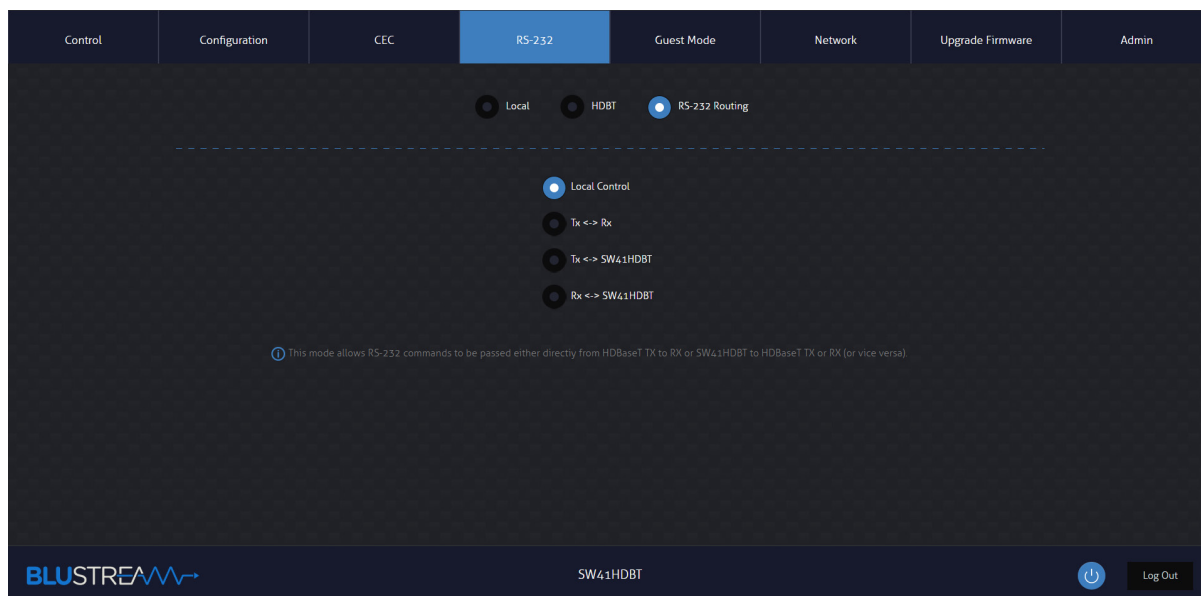 Control Configuration CEC RS-232 Guest Mode Network Upgrade Firmware Admin
Local HDBT RS-232 Routing
Local Control
Tx <-> Rx
Tx <-> SW41HDBT
Rx <-> SW41HDBT
This mode allows RS-232 commands to be passed either directiy from HDBaseT TX to RX or SW41HDBT to HDBaseT TX or RX (or vice versa).
BLUSTREAM SW41HDBT Log Out